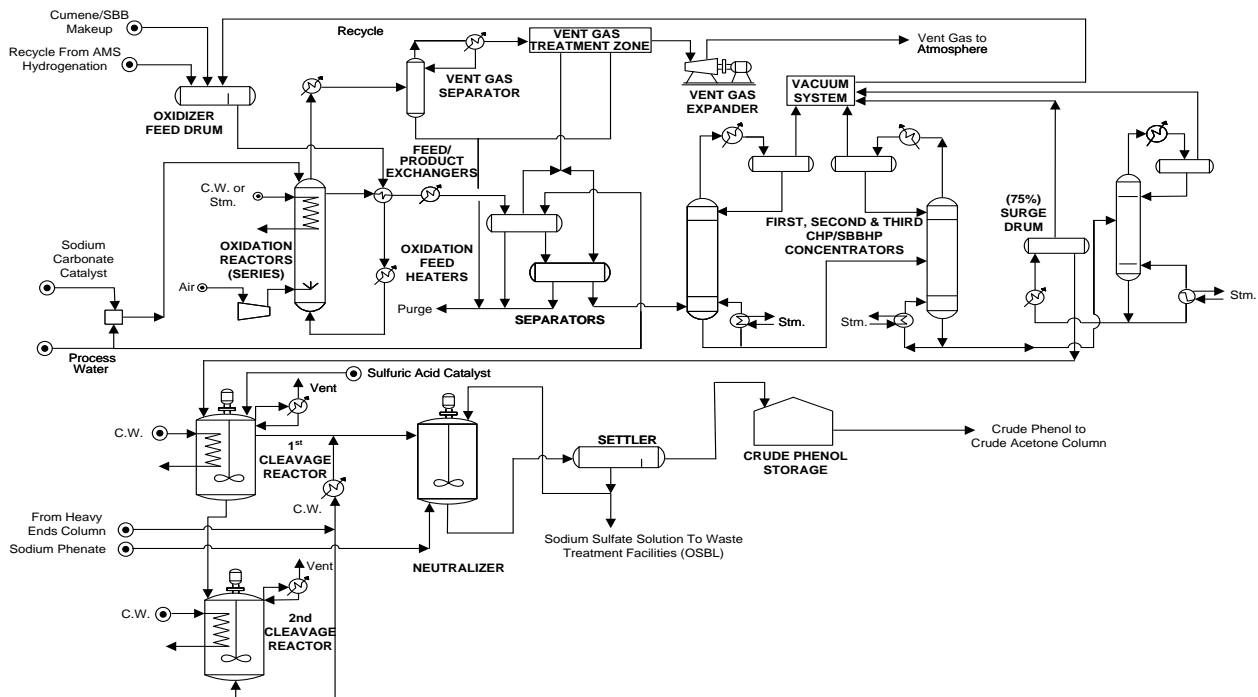 Cumene/SBB
Makeup
Recycle From AMS
Hydrogenation
OXIDIZER
FEED DRUM
Recycle
VENT GAS
SEPARATOR
VENT GAS
TREATMENT ZONE
VENT GAS
EXPANDER
Vent Gas to
Atmosphere
VACUUM
SYSTEM
FEED/
PRODUCT
EXCHANGERS
C.W. or
Stm.
OXIDATION
REACTORS
(SERIES)
Air
OXIDATION
FEED
HEATERS
Sodium
Carbonate
Catalyst
Process
Water
Purge
SEPARATORS
FIRST, SECOND & THIRD
CHP/SBBHP
CONCENTRATORS
(75%)
SURGE
DRUM
Stm.
Stm.
Stm.
Sulfuric Acid Catalyst
Vent
C.W.
1st
CLEAVAGE
REACTOR
C.W.
SETTLER
CRUDE PHENOL
STORAGE
Crude Phenol to
Crude Acetone Column
From Heavy
Ends Column
Sodium Phenate
NEUTRALIZER
Sodium Sulfate Solution To Waste
Treatment Facilities (OSBL)
Vent
C.W.
2nd
CLEAVAGE
REACTOR